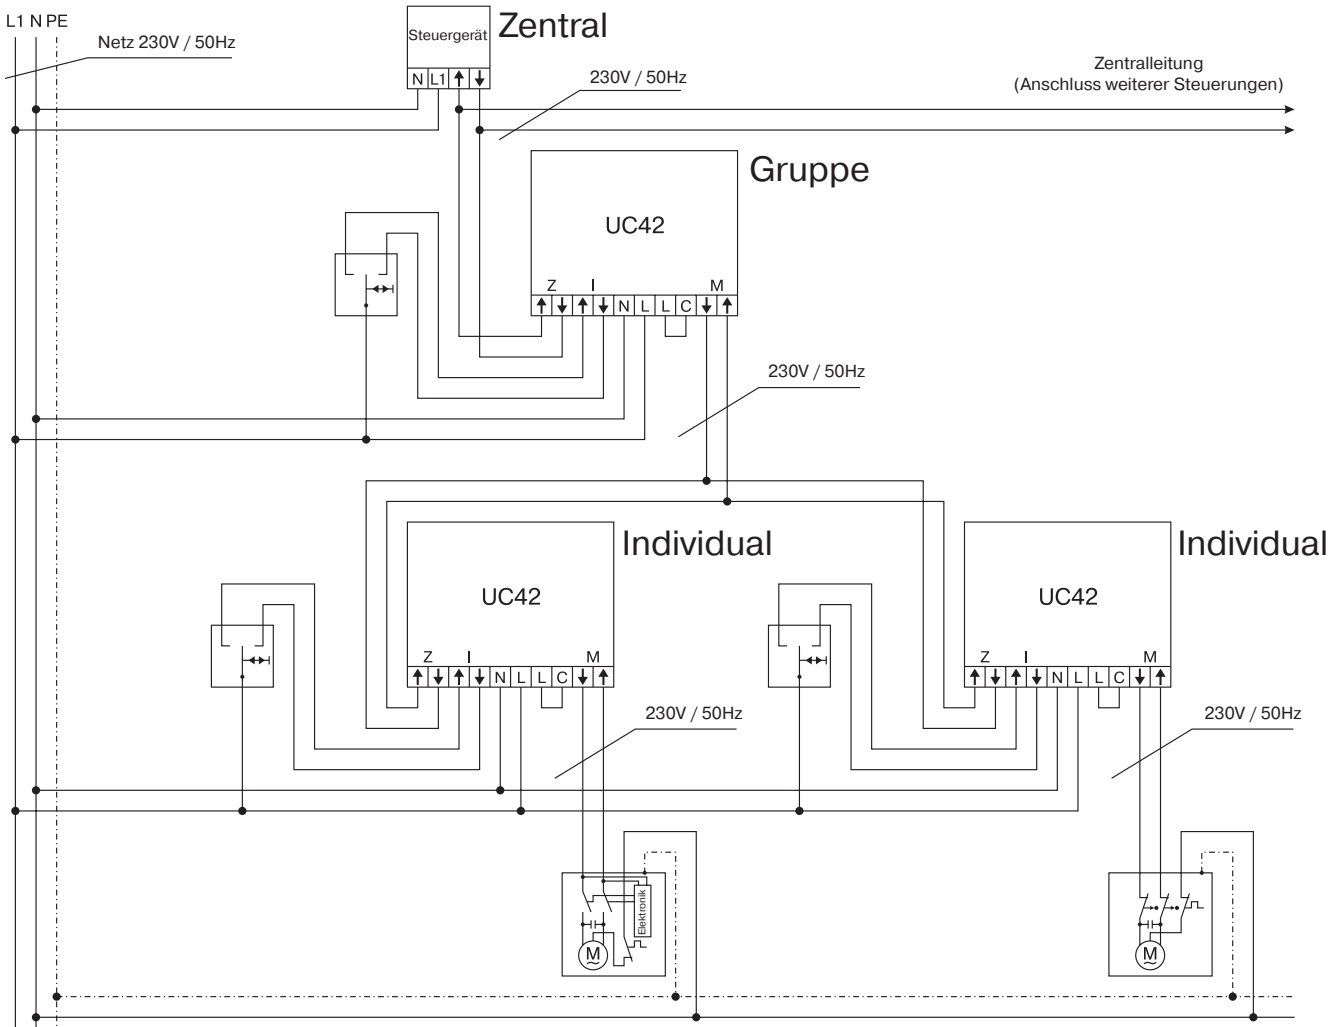 L1 N PE
Netz 230V / 50Hz
Steuergerät
N L1
Zentral
230V / 50Hz
Zentralleitung
(Anschluss weiterer Steuerungen)
Gruppe
UC42
Z I M
N L L C
230V / 50Hz
Individual
UC42
Z I M
N L L C
230V / 50Hz
Individual
UC42
Z I M
N L L C
230V / 50Hz
Elektronik
M
M